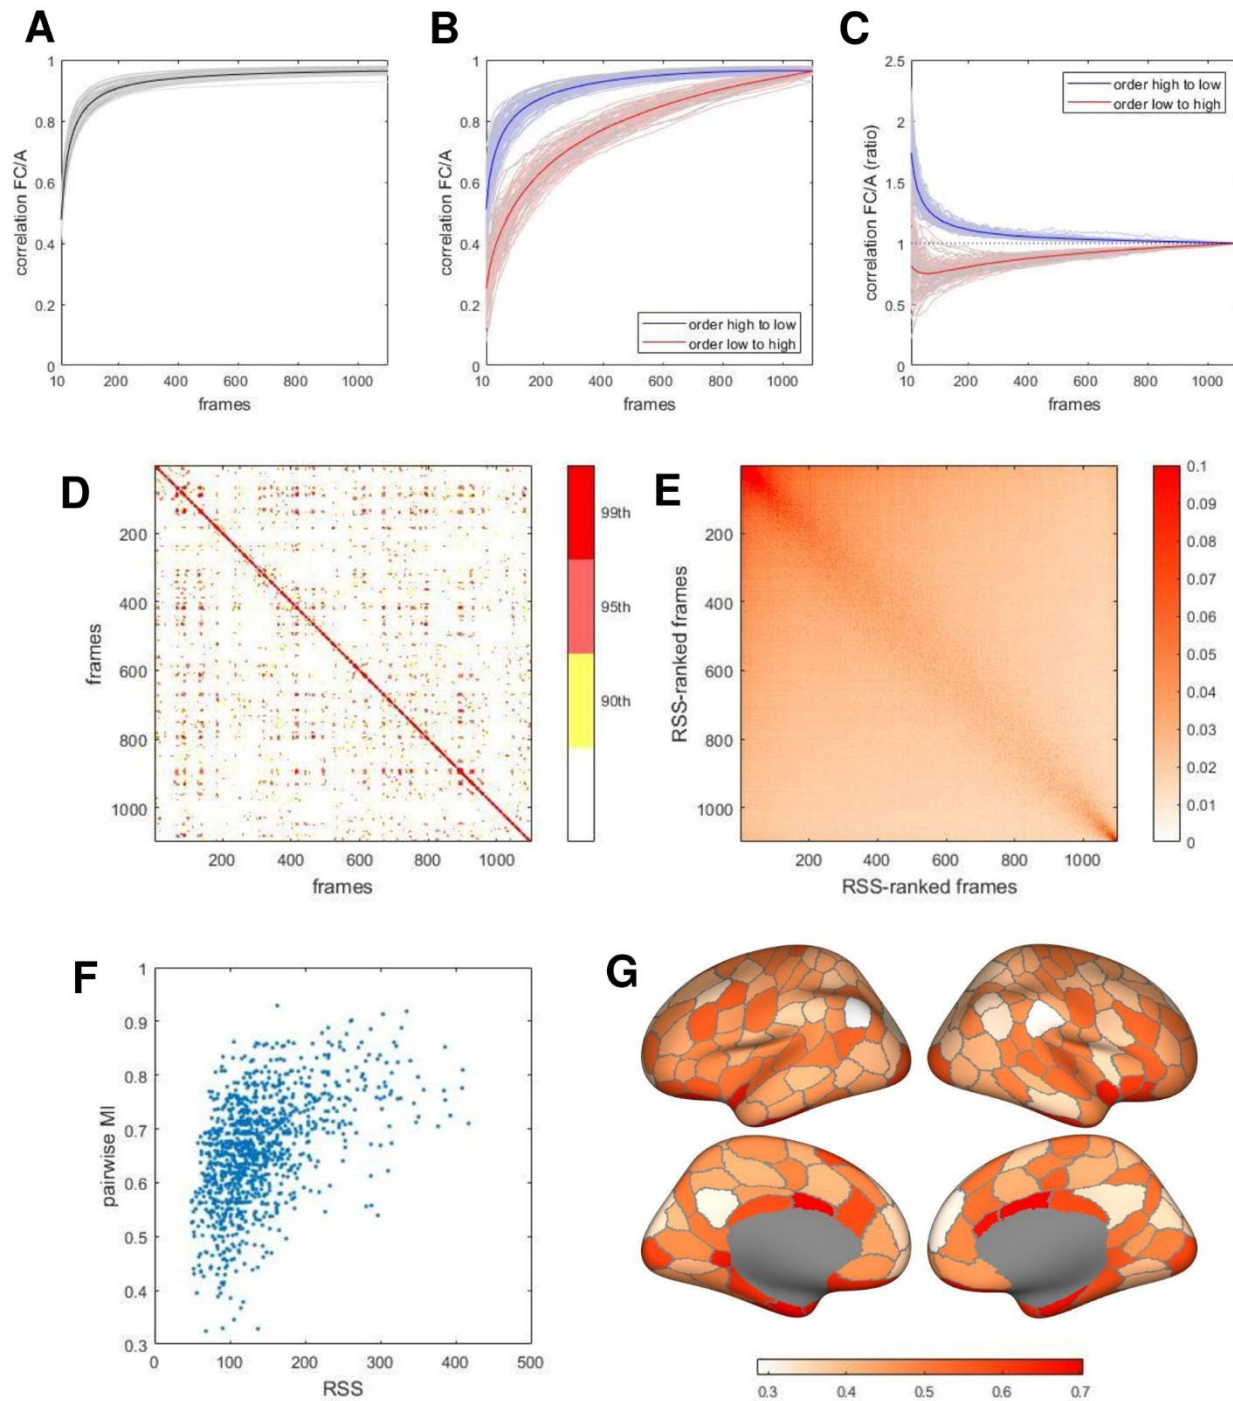 A
correlation FC/A
1
0.8
0.6
0.4
0.2
0
10 200 400 600 800 1000
frames
B
correlation FC/A
1
0.8
0.6
0.4
0.2
0
10 200 400 600 800 1000
frames
order high to low
order low to high
C
correlation FC/A (ratio)
2.5
2
1.5
1
0.5
0
10 200 400 600 800 1000
frames
order high to low
order low to high
D
frames
200
400
600
800
1000
200 400 600 800 1000
frames
99th
95th
90th
E
RSS-ranked frames
200
400
600
800
1000
200 400 600 800 1000
RSS-ranked frames
0.1
0.09
0.08
0.07
0.06
0.05
0.04
0.03
0.02
0.01
0
F
pairwise MI
1
0.9
0.8
0.7
0.6
0.5
0.4
0.3
0 100 200 300 400 500
RSS
G
0.3 0.4 0.5 0.6 0.7